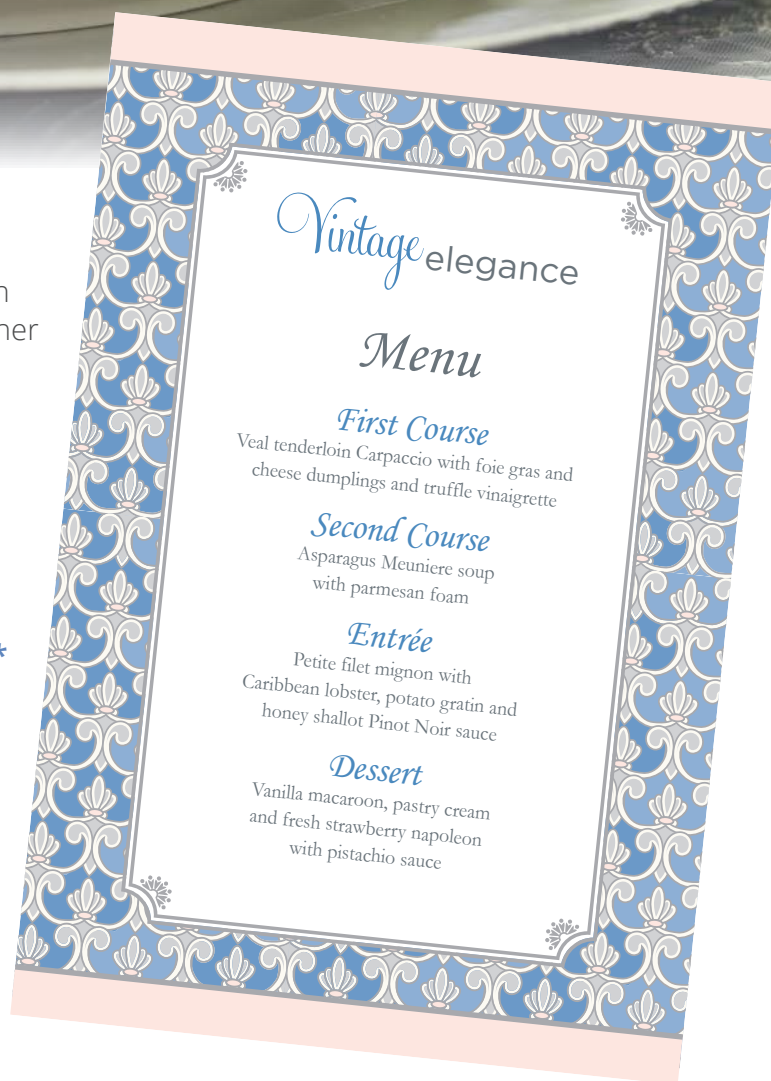 Vintage elegance
Menu
First Course
Veal tenderloin Carpaccio with foie gras and
cheese dumplings and truffle vinaigrette
Second Course
Asparagus Meuniere soup
with parmesan foam
Entrée
Petite filet mignon with
Caribbean lobster, potato gratin and
honey shallot Pinot Noir sauce
Dessert
Vanilla macaroon, pastry cream
and fresh strawberry napoleon
with pistachio sauce
*